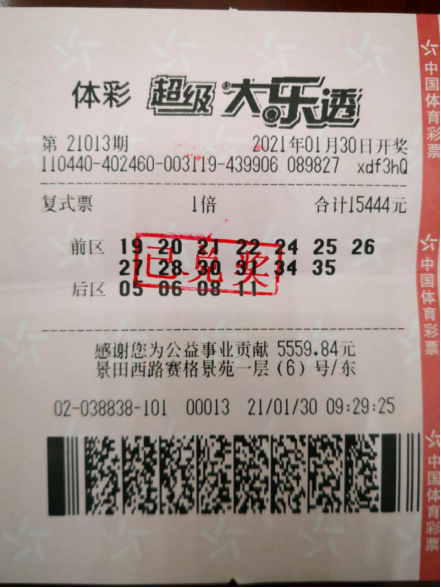 体彩 超级大乐透
第 21013期 2021年01月30日开奖
110440-402460-003119-439906 089827 xdf3hQ
复式票 1倍 合计15444元
前区 19 20 21 22 24 25 26
27 28 30 31 34 35
后区 05 06 08 11
已兑奖
感谢您为公益事业贡献 5559.84元
景田西路赛格景苑一层（6）号/东
02-038838-101 00013 21/01/30 09:29:25
中国体育彩票
中国体育彩票
中国体育彩票